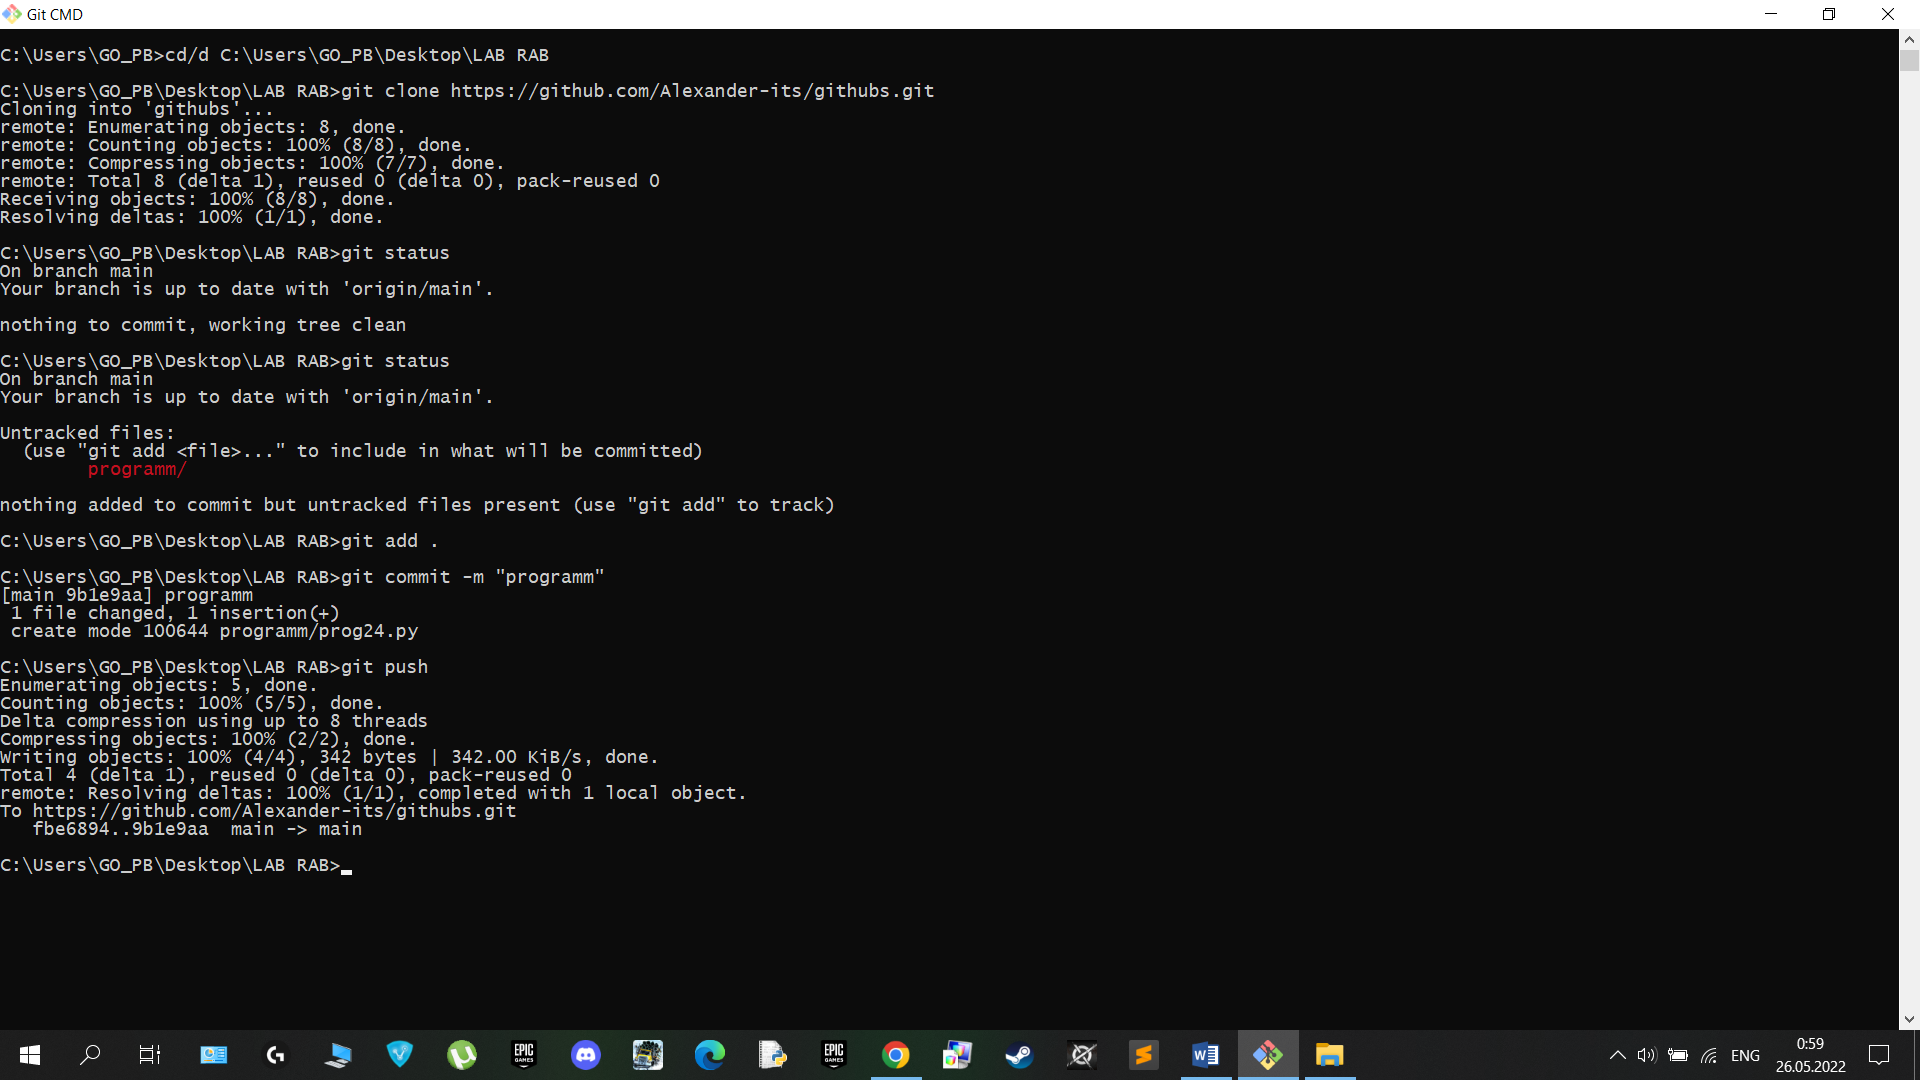 Git CMD
C:\Users\GO_PB>cd/d C:\Users\GO_PB\Desktop\LAB RAB
C:\Users\GO_PB\Desktop\LAB RAB>git clone https://github.com/Alexander-its/githubs.git
Cloning into 'githubs'...
remote: Enumerating objects: 8, done.
remote: Counting objects: 100% (8/8), done.
remote: Compressing objects: 100% (7/7), done.
remote: Total 8 (delta 1), reused 0 (delta 0), pack-reused 0
Receiving objects: 100% (8/8), done.
Resolving deltas: 100% (1/1), done.
C:\Users\GO_PB\Desktop\LAB RAB>git status
On branch main
Your branch is up to date with 'origin/main'.
nothing to commit, working tree clean
C:\Users\GO_PB\Desktop\LAB RAB>git status
On branch main
Your branch is up to date with 'origin/main'.
Untracked files:
  (use "git add <file>..." to include in what will be committed)
        programm/
nothing added to commit but untracked files present (use "git add" to track)
C:\Users\GO_PB\Desktop\LAB RAB>git add .
C:\Users\GO_PB\Desktop\LAB RAB>git commit -m "programm"
[main 9b1e9aa] programm
 1 file changed, 1 insertion(+)
 create mode 100644 programm/prog24.py
C:\Users\GO_PB\Desktop\LAB RAB>git push
Enumerating objects: 5, done.
Counting objects: 100% (5/5), done.
Delta compression using up to 8 threads
Compressing objects: 100% (2/2), done.
Writing objects: 100% (4/4), 342 bytes | 342.00 KiB/s, done.
Total 4 (delta 1), reused 0 (delta 0), pack-reused 0
remote: Resolving deltas: 100% (1/1), completed with 1 local object.
To https://github.com/Alexander-its/githubs.git
   fbe6894..9b1e9aa  main -> main
C:\Users\GO_PB\Desktop\LAB RAB>
EPIC GAMES
EPIC GAMES
ENG
0:59
26.05.2022